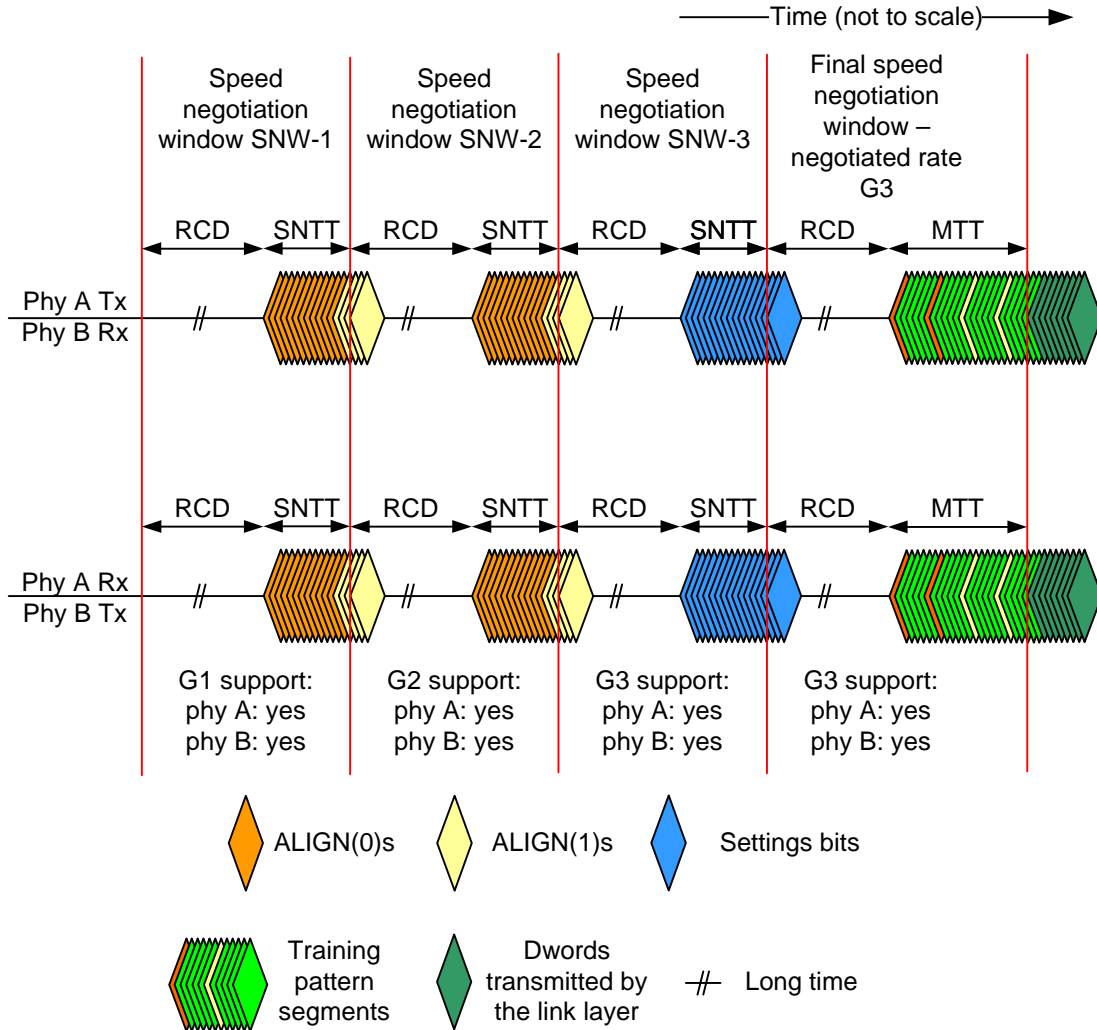 Time (not to scale)
Speed
negotiation
window SNW-1
Speed
negotiation
window SNW-2
Speed
negotiation
window SNW-3
Final speed
negotiation
window –
negotiated rate
G3
RCD SNTT RCD SNTT RCD SNTT RCD MTT
Phy A Tx
Phy B Rx
RCD SNTT RCD SNTT RCD SNTT RCD MTT
Phy A Rx
Phy B Tx
G1 support:
phy A: yes
phy B: yes
G2 support:
phy A: yes
phy B: yes
G3 support:
phy A: yes
phy B: yes
G3 support:
phy A: yes
phy B: yes
ALIGN(0)s
ALIGN(1)s
Settings bits
Training
pattern
segments
Dwords
transmitted by
the link layer
Long time